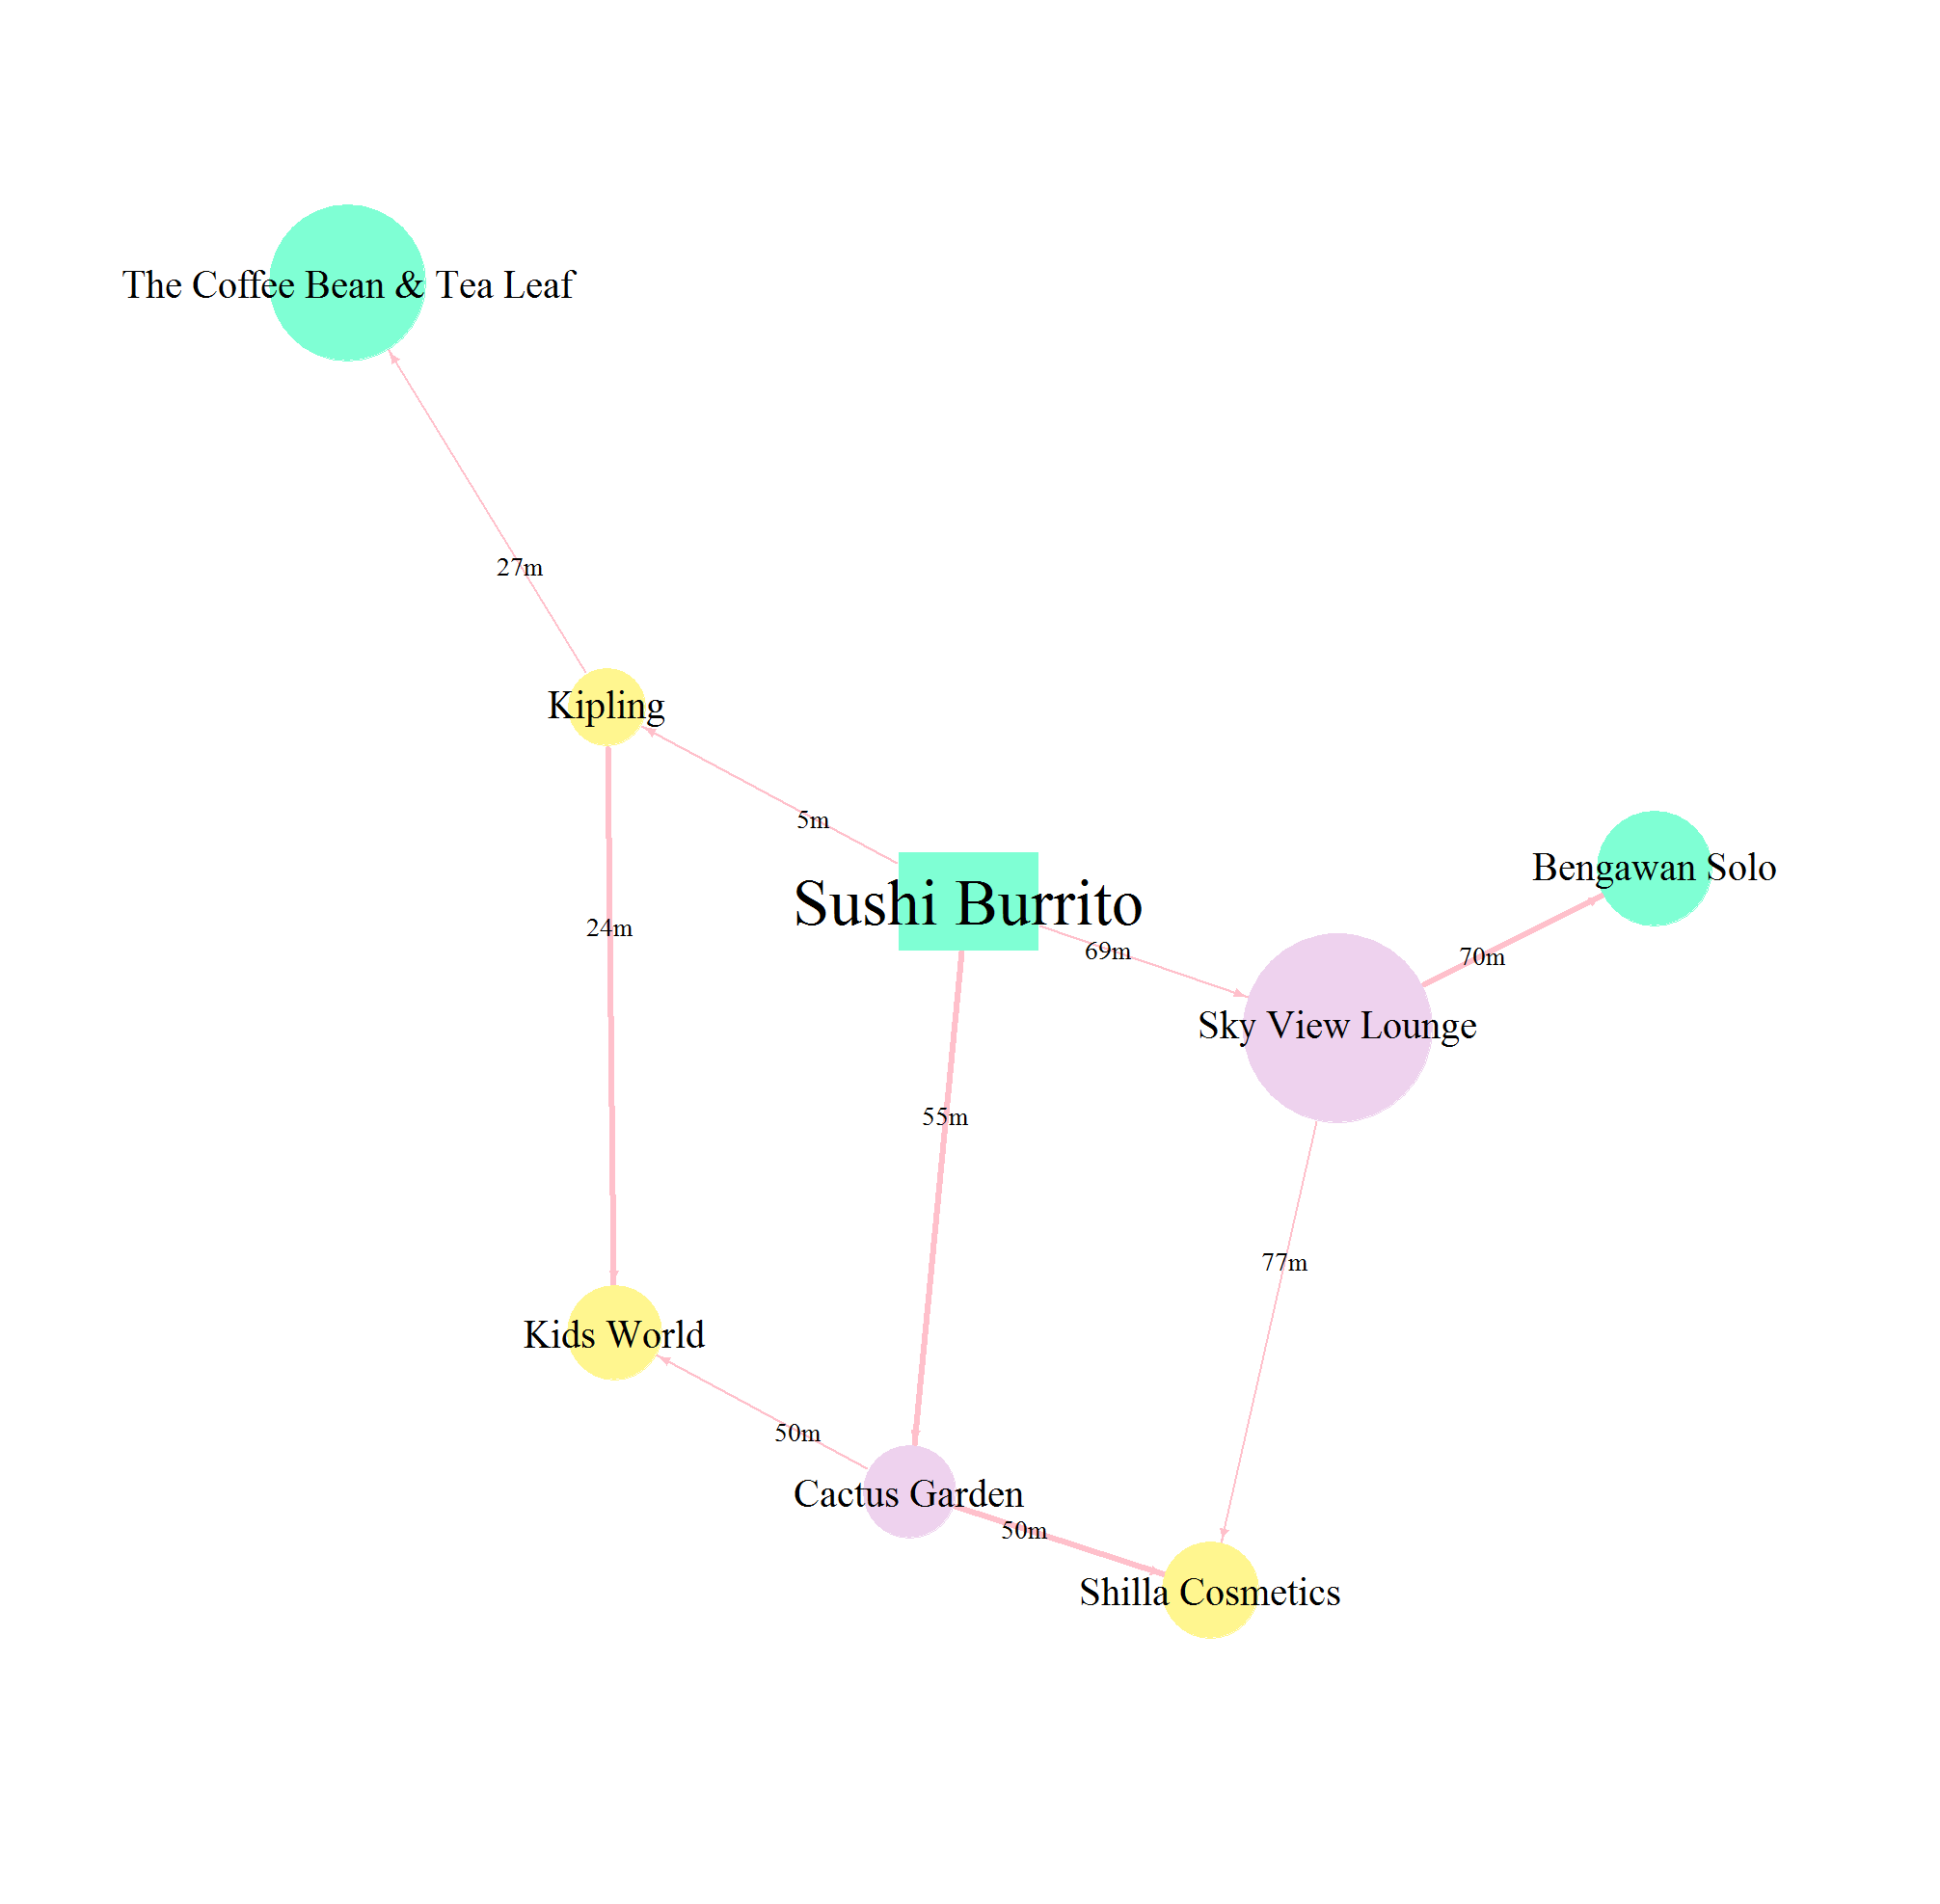 The Coffee Bean & Tea Leaf
27m
Kipling
5m
Bengawan Solo
Sushi Burrito
24m
69m
70m
Sky View Lounge
55m
77m
Kids World
50m
Cactus Garden
50m
Shilla Cosmetics